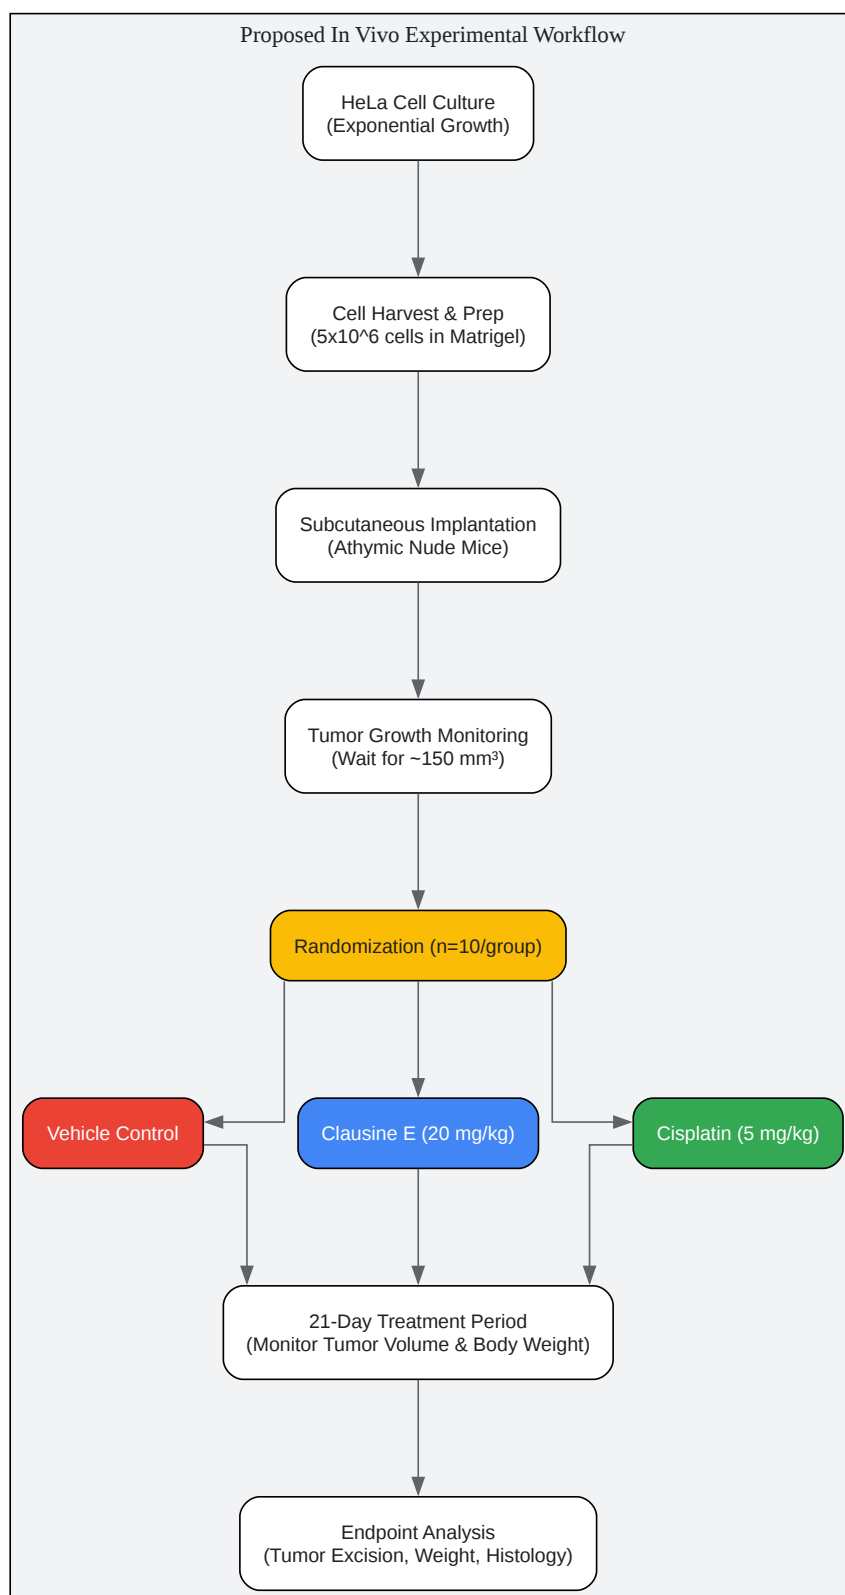 Proposed In Vivo Experimental Workflow
HeLa Cell Culture
(Exponential Growth)
Cell Harvest & Prep
(5x10^6 cells in Matrigel)
Subcutaneous Implantation
(Athymic Nude Mice)
Tumor Growth Monitoring
(Wait for ~150 mm³)
Randomization (n=10/group)
Vehicle Control
Clausine E (20 mg/kg)
Cisplatin (5 mg/kg)
21-Day Treatment Period
(Monitor Tumor Volume & Body Weight)
Endpoint Analysis
(Tumor Excision, Weight, Histology)